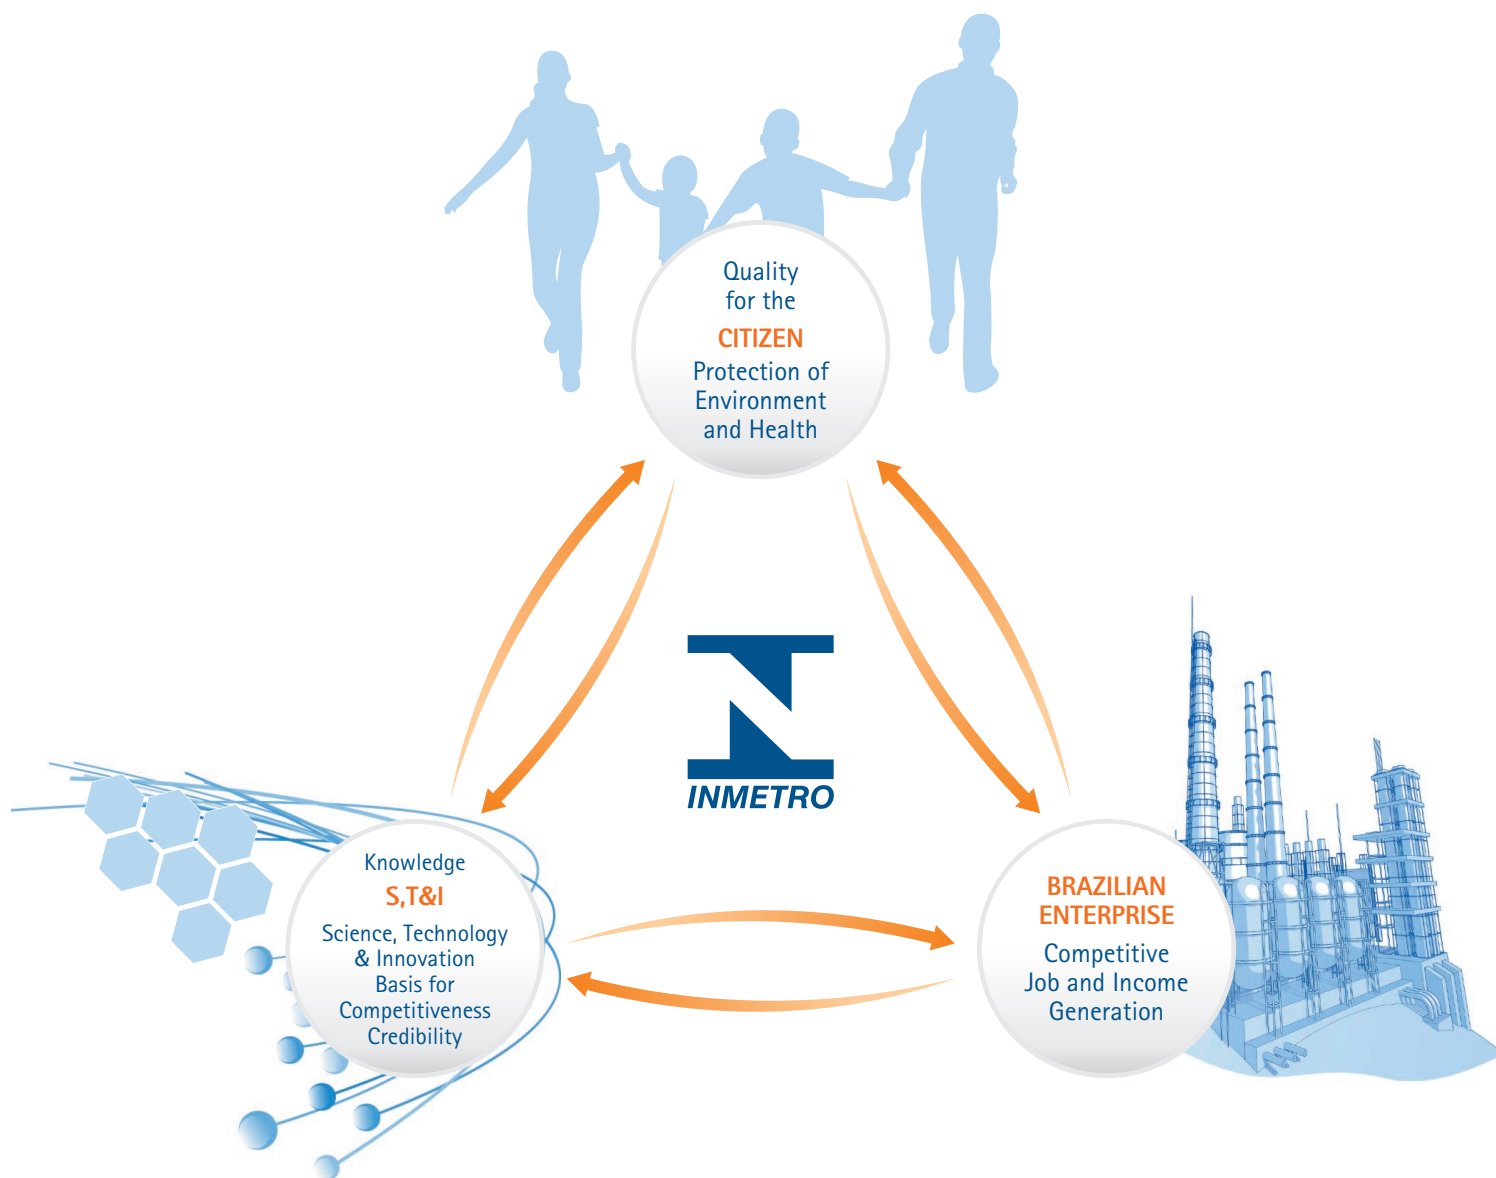 Quality
for the
CITIZEN
Protection of
Environment
and Health
INMETRO
Knowledge
S,T&I
Science, Technology
& Innovation
Basis for
Competitiveness
Credibility
BRAZILIAN
ENTERPRISE
Competitive
Job and Income
Generation